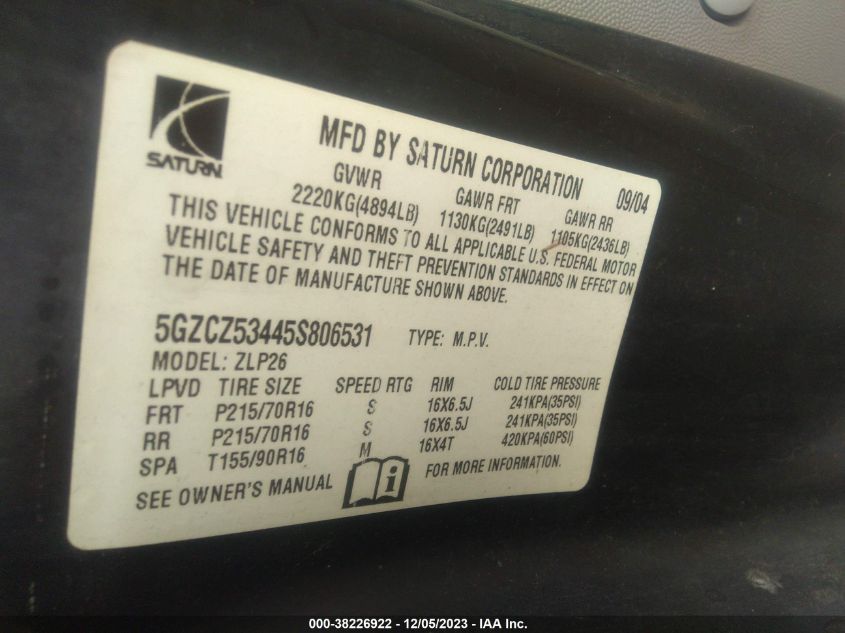 SATURN
MFD BY SATURN CORPORATION 09/04
GVWR GAWR FRT GAWR RR
2220KG(4894LB) 1130KG(2491LB) 1105KG(2436LB)
THIS VEHICLE CONFORMS TO ALL APPLICABLE U.S. FEDERAL MOTOR
VEHICLE SAFETY AND THEFT PREVENTION STANDARDS IN EFFECT ON
THE DATE OF MANUFACTURE SHOWN ABOVE.
5GZCZ53445S806531 TYPE: M.P.V.
MODEL: ZLP26
LPVD TIRE SIZE SPEED RTG RIM COLD TIRE PRESSURE
FRT P215/70R16 S 16X6.5J 241KPA(35PSI)
RR P215/70R16 S 16X6.5J 241KPA(35PSI)
SPA T155/90R16 M 16X4T 420KPA(60PSI)
SEE OWNER'S MANUAL i FOR MORE INFORMATION.
000-38226922 - 12/05/2023 - IAA Inc.